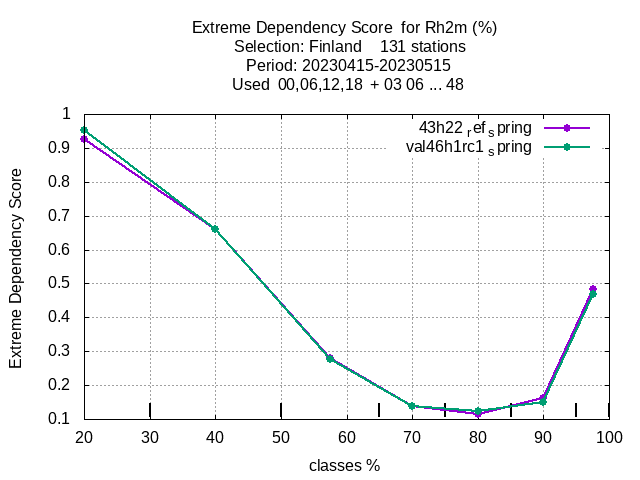 Extreme Dependency Score  for Rh2m (%)
Selection: Finland    131 stations
Period: 20230415-20230515
Used  00,06,12,18  + 03 06 ... 48
43h22_ref_spring
val46h1rc1_spring
Extreme Dependency Score
1
0.9
0.8
0.7
0.6
0.5
0.4
0.3
0.2
0.1
20 30 40 50 60 70 80 90 100
classes %